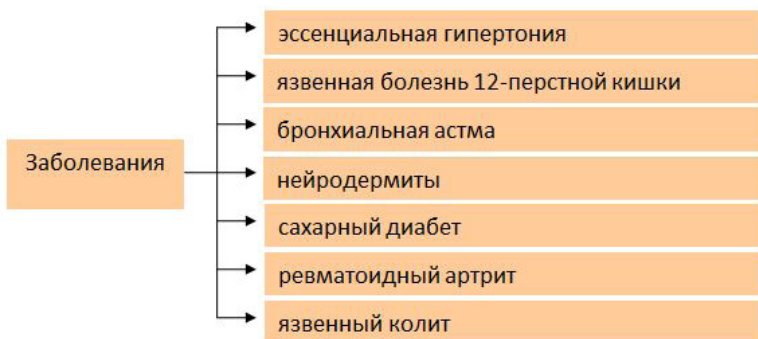 Заболевания
эссенциальная гипертония
язвенная болезнь 12-перстной кишки
бронхиальная астма
нейродермиты
сахарный диабет
ревматоидный артрит
язвенный колит